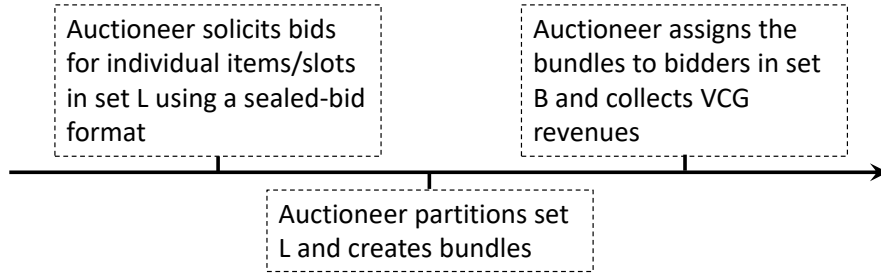 Auctioneer solicits bids
for individual items/slots
in set L using a sealed-bid
format
Auctioneer partitions set
L and creates bundles
Auctioneer assigns the
bundles to bidders in set
B and collects VCG
revenues